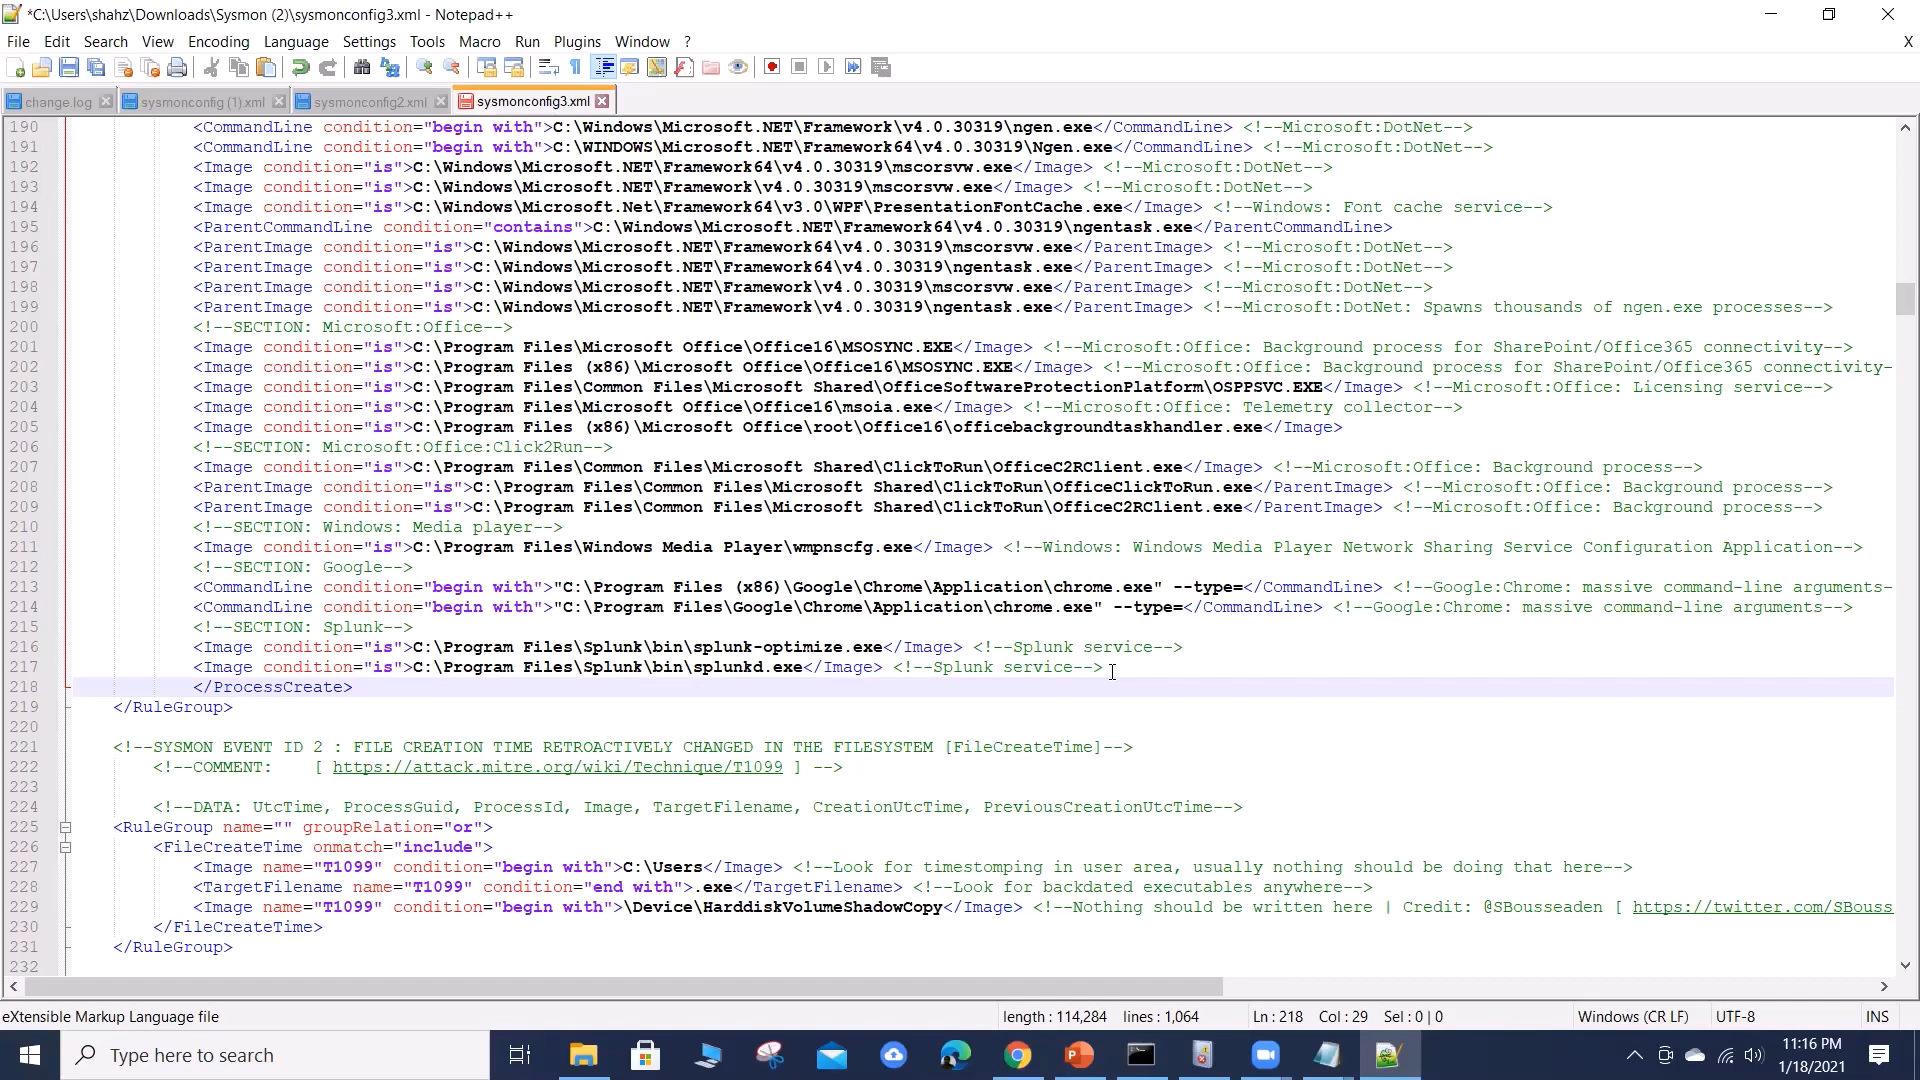 *C:\Users\shahz\Downloads\Sysmon (2)\sysmonconfig3.xml - Notepad++
File Edit Search View Encoding Language Settings Tools Macro Run Plugins Window ? X
change.log sysmonconfig (1).xml sysmonconfig2.xml sysmonconfig3.xml
190 <CommandLine condition="begin with">C:\Windows\Microsoft.NET\Framework\v4.0.30319\ngen.exe</CommandLine> <!--Microsoft:DotNet-->
191 <CommandLine condition="begin with">C:\WINDOWS\Microsoft.NET\Framework64\v4.0.30319\Ngen.exe</CommandLine> <!--Microsoft:DotNet-->
192 <Image condition="is">C:\Windows\Microsoft.NET\Framework64\v4.0.30319\mscorsvw.exe</Image> <!--Microsoft:DotNet-->
193 <Image condition="is">C:\Windows\Microsoft.NET\Framework\v4.0.30319\mscorsvw.exe</Image> <!--Microsoft:DotNet-->
194 <Image condition="is">C:\Windows\Microsoft.Net\Framework64\v3.0\WPF\PresentationFontCache.exe</Image> <!--Windows: Font cache service-->
195 <ParentCommandLine condition="contains">C:\Windows\Microsoft.NET\Framework64\v4.0.30319\ngentask.exe</ParentCommandLine>
196 <ParentImage condition="is">C:\Windows\Microsoft.NET\Framework64\v4.0.30319\mscorsvw.exe</ParentImage> <!--Microsoft:DotNet-->
197 <ParentImage condition="is">C:\Windows\Microsoft.NET\Framework64\v4.0.30319\ngentask.exe</ParentImage> <!--Microsoft:DotNet-->
198 <ParentImage condition="is">C:\Windows\Microsoft.NET\Framework\v4.0.30319\mscorsvw.exe</ParentImage> <!--Microsoft:DotNet-->
199 <ParentImage condition="is">C:\Windows\Microsoft.NET\Framework\v4.0.30319\ngentask.exe</ParentImage> <!--Microsoft:DotNet: Spawns thousands of ngen.exe processes-->
200 <!--SECTION: Microsoft:Office-->
201 <Image condition="is">C:\Program Files\Microsoft Office\Office16\MSOSYNC.EXE</Image> <!--Microsoft:Office: Background process for SharePoint/Office365 connectivity-->
202 <Image condition="is">C:\Program Files (x86)\Microsoft Office\Office16\MSOSYNC.EXE</Image> <!--Microsoft:Office: Background process for SharePoint/Office365 connectivity-
203 <Image condition="is">C:\Program Files\Common Files\Microsoft Shared\OfficeSoftwareProtectionPlatform\OSPPSVC.EXE</Image> <!--Microsoft:Office: Licensing service-->
204 <Image condition="is">C:\Program Files\Microsoft Office\Office16\msoia.exe</Image> <!--Microsoft:Office: Telemetry collector-->
205 <Image condition="is">C:\Program Files (x86)\Microsoft Office\root\Office16\officebackgroundtaskhandler.exe</Image>
206 <!--SECTION: Microsoft:Office:Click2Run-->
207 <Image condition="is">C:\Program Files\Common Files\Microsoft Shared\ClickToRun\OfficeC2RClient.exe</Image> <!--Microsoft:Office: Background process-->
208 <ParentImage condition="is">C:\Program Files\Common Files\Microsoft Shared\ClickToRun\OfficeClickToRun.exe</ParentImage> <!--Microsoft:Office: Background process-->
209 <ParentImage condition="is">C:\Program Files\Common Files\Microsoft Shared\ClickToRun\OfficeC2RClient.exe</ParentImage> <!--Microsoft:Office: Background process-->
210 <!--SECTION: Windows: Media player-->
211 <Image condition="is">C:\Program Files\Windows Media Player\wmpnscfg.exe</Image> <!--Windows: Windows Media Player Network Sharing Service Configuration Application-->
212 <!--SECTION: Google-->
213 <CommandLine condition="begin with">"C:\Program Files (x86)\Google\Chrome\Application\chrome.exe" --type=</CommandLine> <!--Google:Chrome: massive command-line arguments-
214 <CommandLine condition="begin with">"C:\Program Files\Google\Chrome\Application\chrome.exe" --type=</CommandLine> <!--Google:Chrome: massive command-line arguments-->
215 <!--SECTION: Splunk-->
216 <Image condition="is">C:\Program Files\Splunk\bin\splunk-optimize.exe</Image> <!--Splunk service-->
217 <Image condition="is">C:\Program Files\Splunk\bin\splunkd.exe</Image> <!--Splunk service-->
218 </ProcessCreate>
219 </RuleGroup>
220
221 <!--SYSMON EVENT ID 2 : FILE CREATION TIME RETROACTIVELY CHANGED IN THE FILESYSTEM [FileCreateTime]-->
222 <!--COMMENT: [ https://attack.mitre.org/wiki/Technique/T1099 ] -->
223
224 <!--DATA: UtcTime, ProcessGuid, ProcessId, Image, TargetFilename, CreationUtcTime, PreviousCreationUtcTime-->
225 <RuleGroup name="" groupRelation="or">
226 <FileCreateTime onmatch="include">
227 <Image name="T1099" condition="begin with">C:\Users</Image> <!--Look for timestomping in user area, usually nothing should be doing that here-->
228 <TargetFilename name="T1099" condition="end with">.exe</TargetFilename> <!--Look for backdated executables anywhere-->
229 <Image name="T1099" condition="begin with">\Device\HarddiskVolumeShadowCopy</Image> <!--Nothing should be written here | Credit: @SBousseaden [ https://twitter.com/SBouss
230 </FileCreateTime>
231 </RuleGroup>
232
eXtensible Markup Language file length : 114,284 lines : 1,064 Ln : 218 Col : 29 Sel : 0 | 0 Windows (CR LF) UTF-8 INS
Type here to search
11:16 PM
1/18/2021